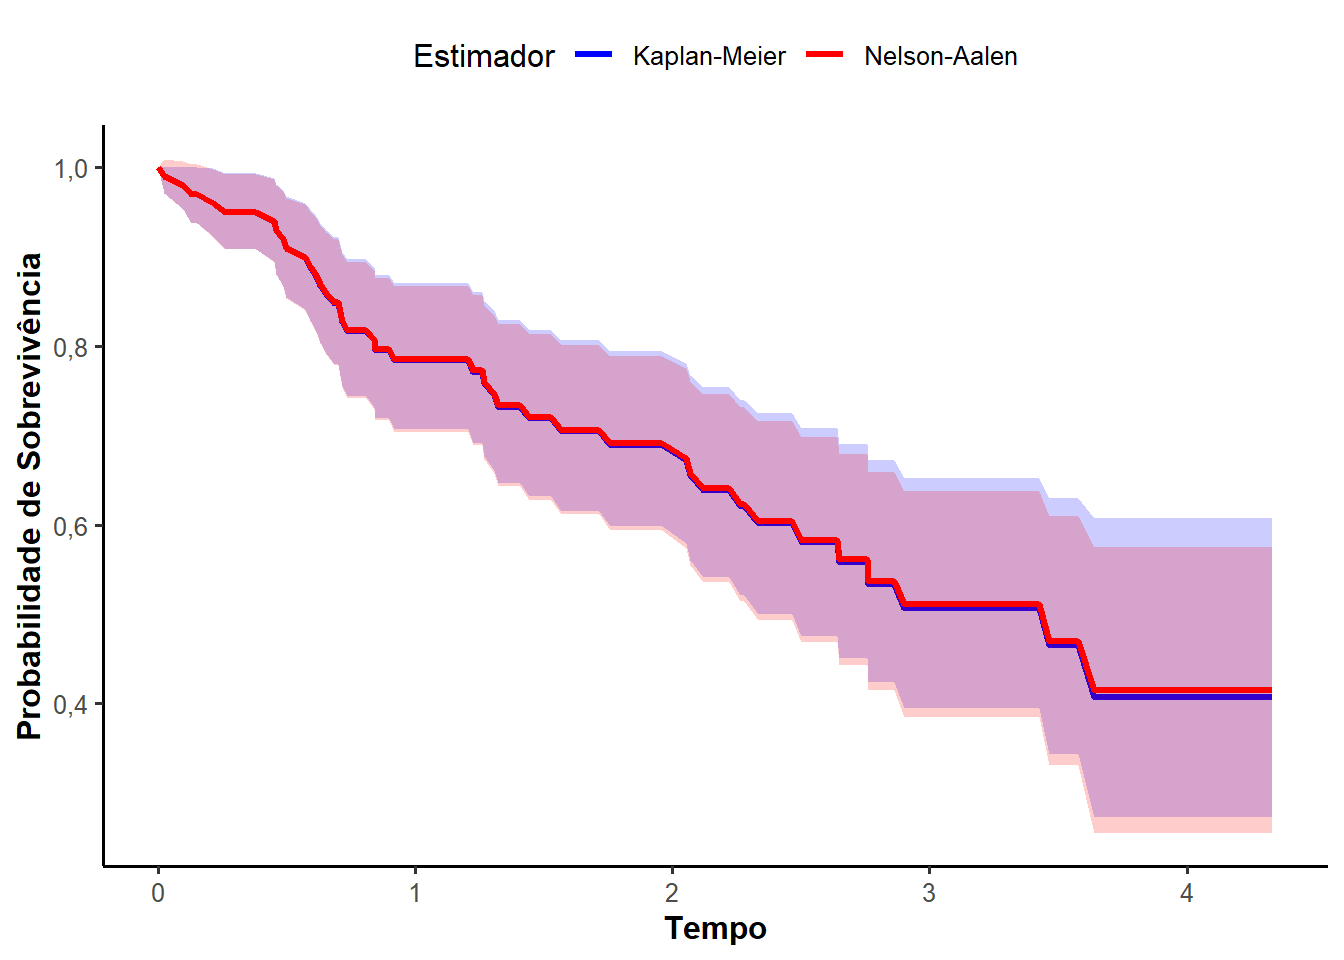 Estimador Kaplan-Meier Nelson-Aalen
Probabilidade de Sobrevivência
1,0
0,8
0,6
0,4
0 1 2 3 4
Tempo